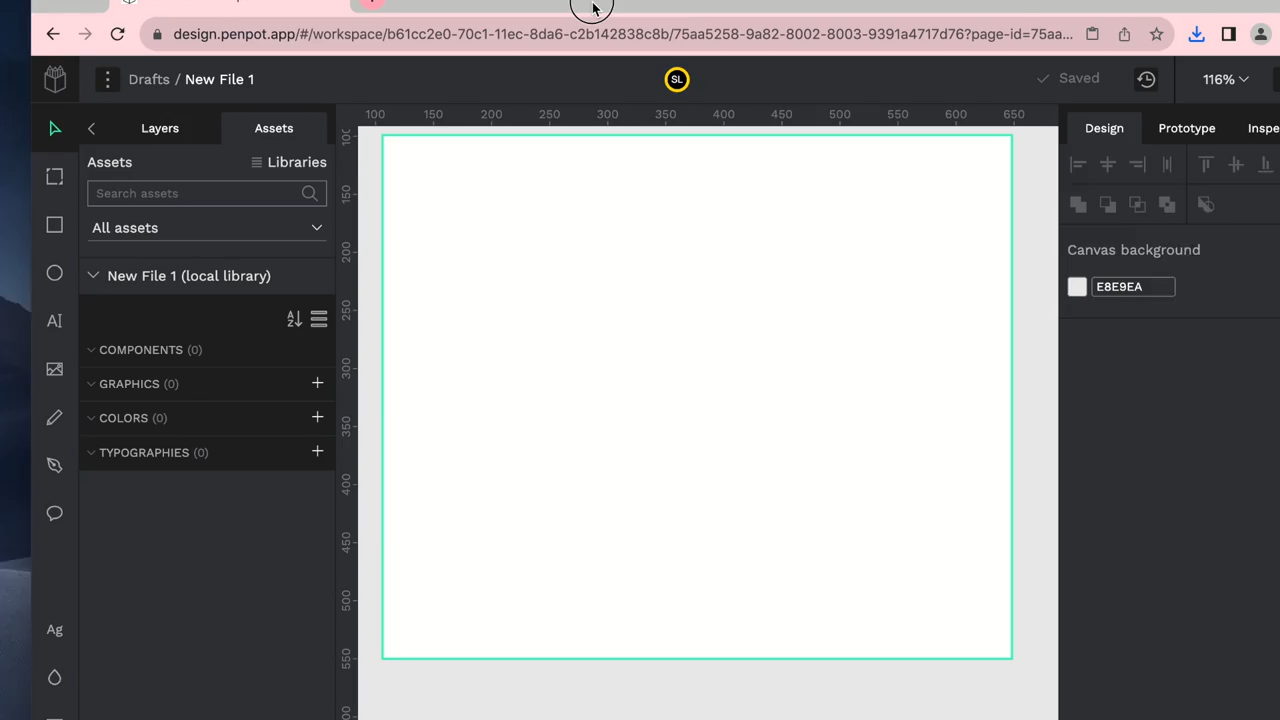 design.penpot.app/#/workspace/b61cc2e0-70c1-11ec-8da6-c2b142838c8b/75aa5258-9a82-8002-8003-9391a4717d76?page-id=75aa...
Drafts / New File 1
SL
Saved
116%
Layers
Assets
100 150 200 250 300 350 400 450 500 550 600 650
Design
Prototype
Inspe
Assets
Libraries
Search assets
All assets
New File 1 (local library)
COMPONENTS (0)
GRAPHICS (0)
COLORS (0)
TYPOGRAPHIES (0)
150
200
250
300
350
400
450
500
550
Canvas background
E8E9EA
AI
Ag